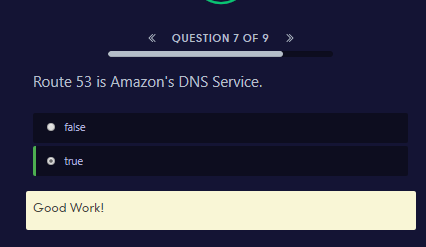 QUESTION 7 OF 9
Route 53 is Amazon's DNS Service.
false
true
Good Work!